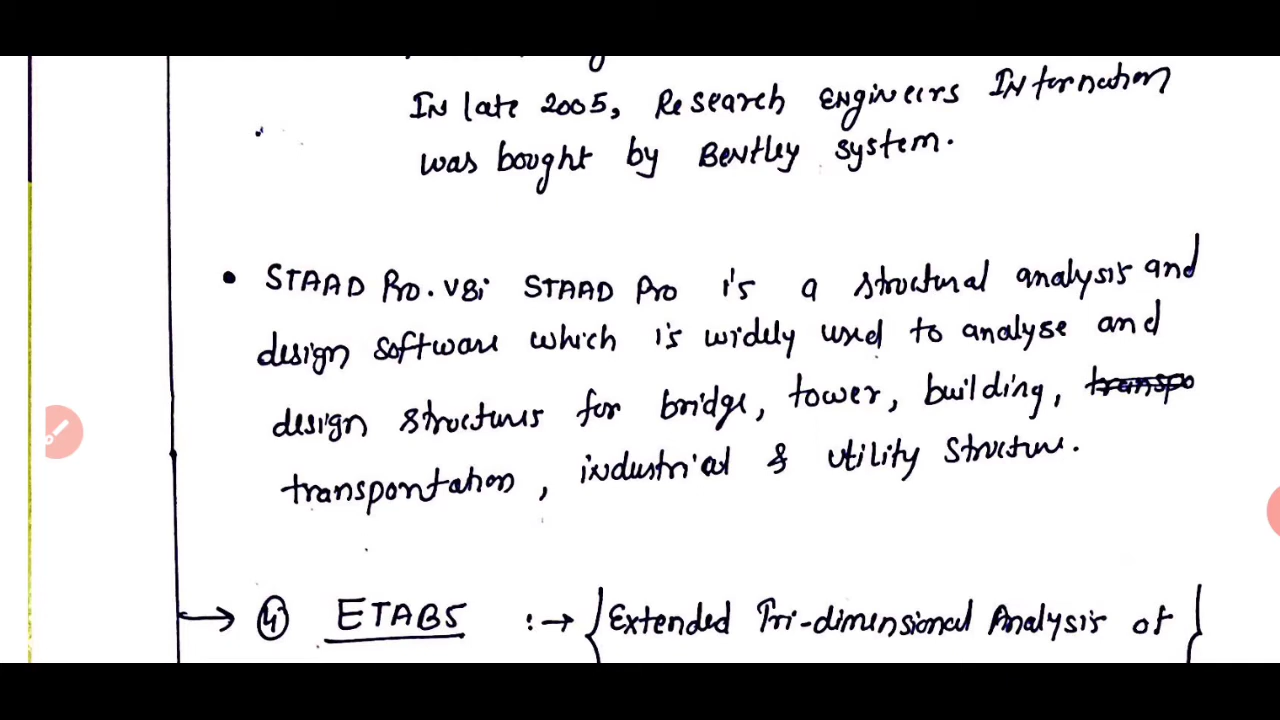 In late 2005, Research Engineers Information
was bought by Bentley system.
• STAAD Pro. V8i STAAD Pro is a structural analysis and
design software which is widely used to analyse and
design structures for bridge, tower, building, transpo
transportation, industrial & utility structure.
④ ETABS :→ {Extended Tri-dimensional Analysis of}